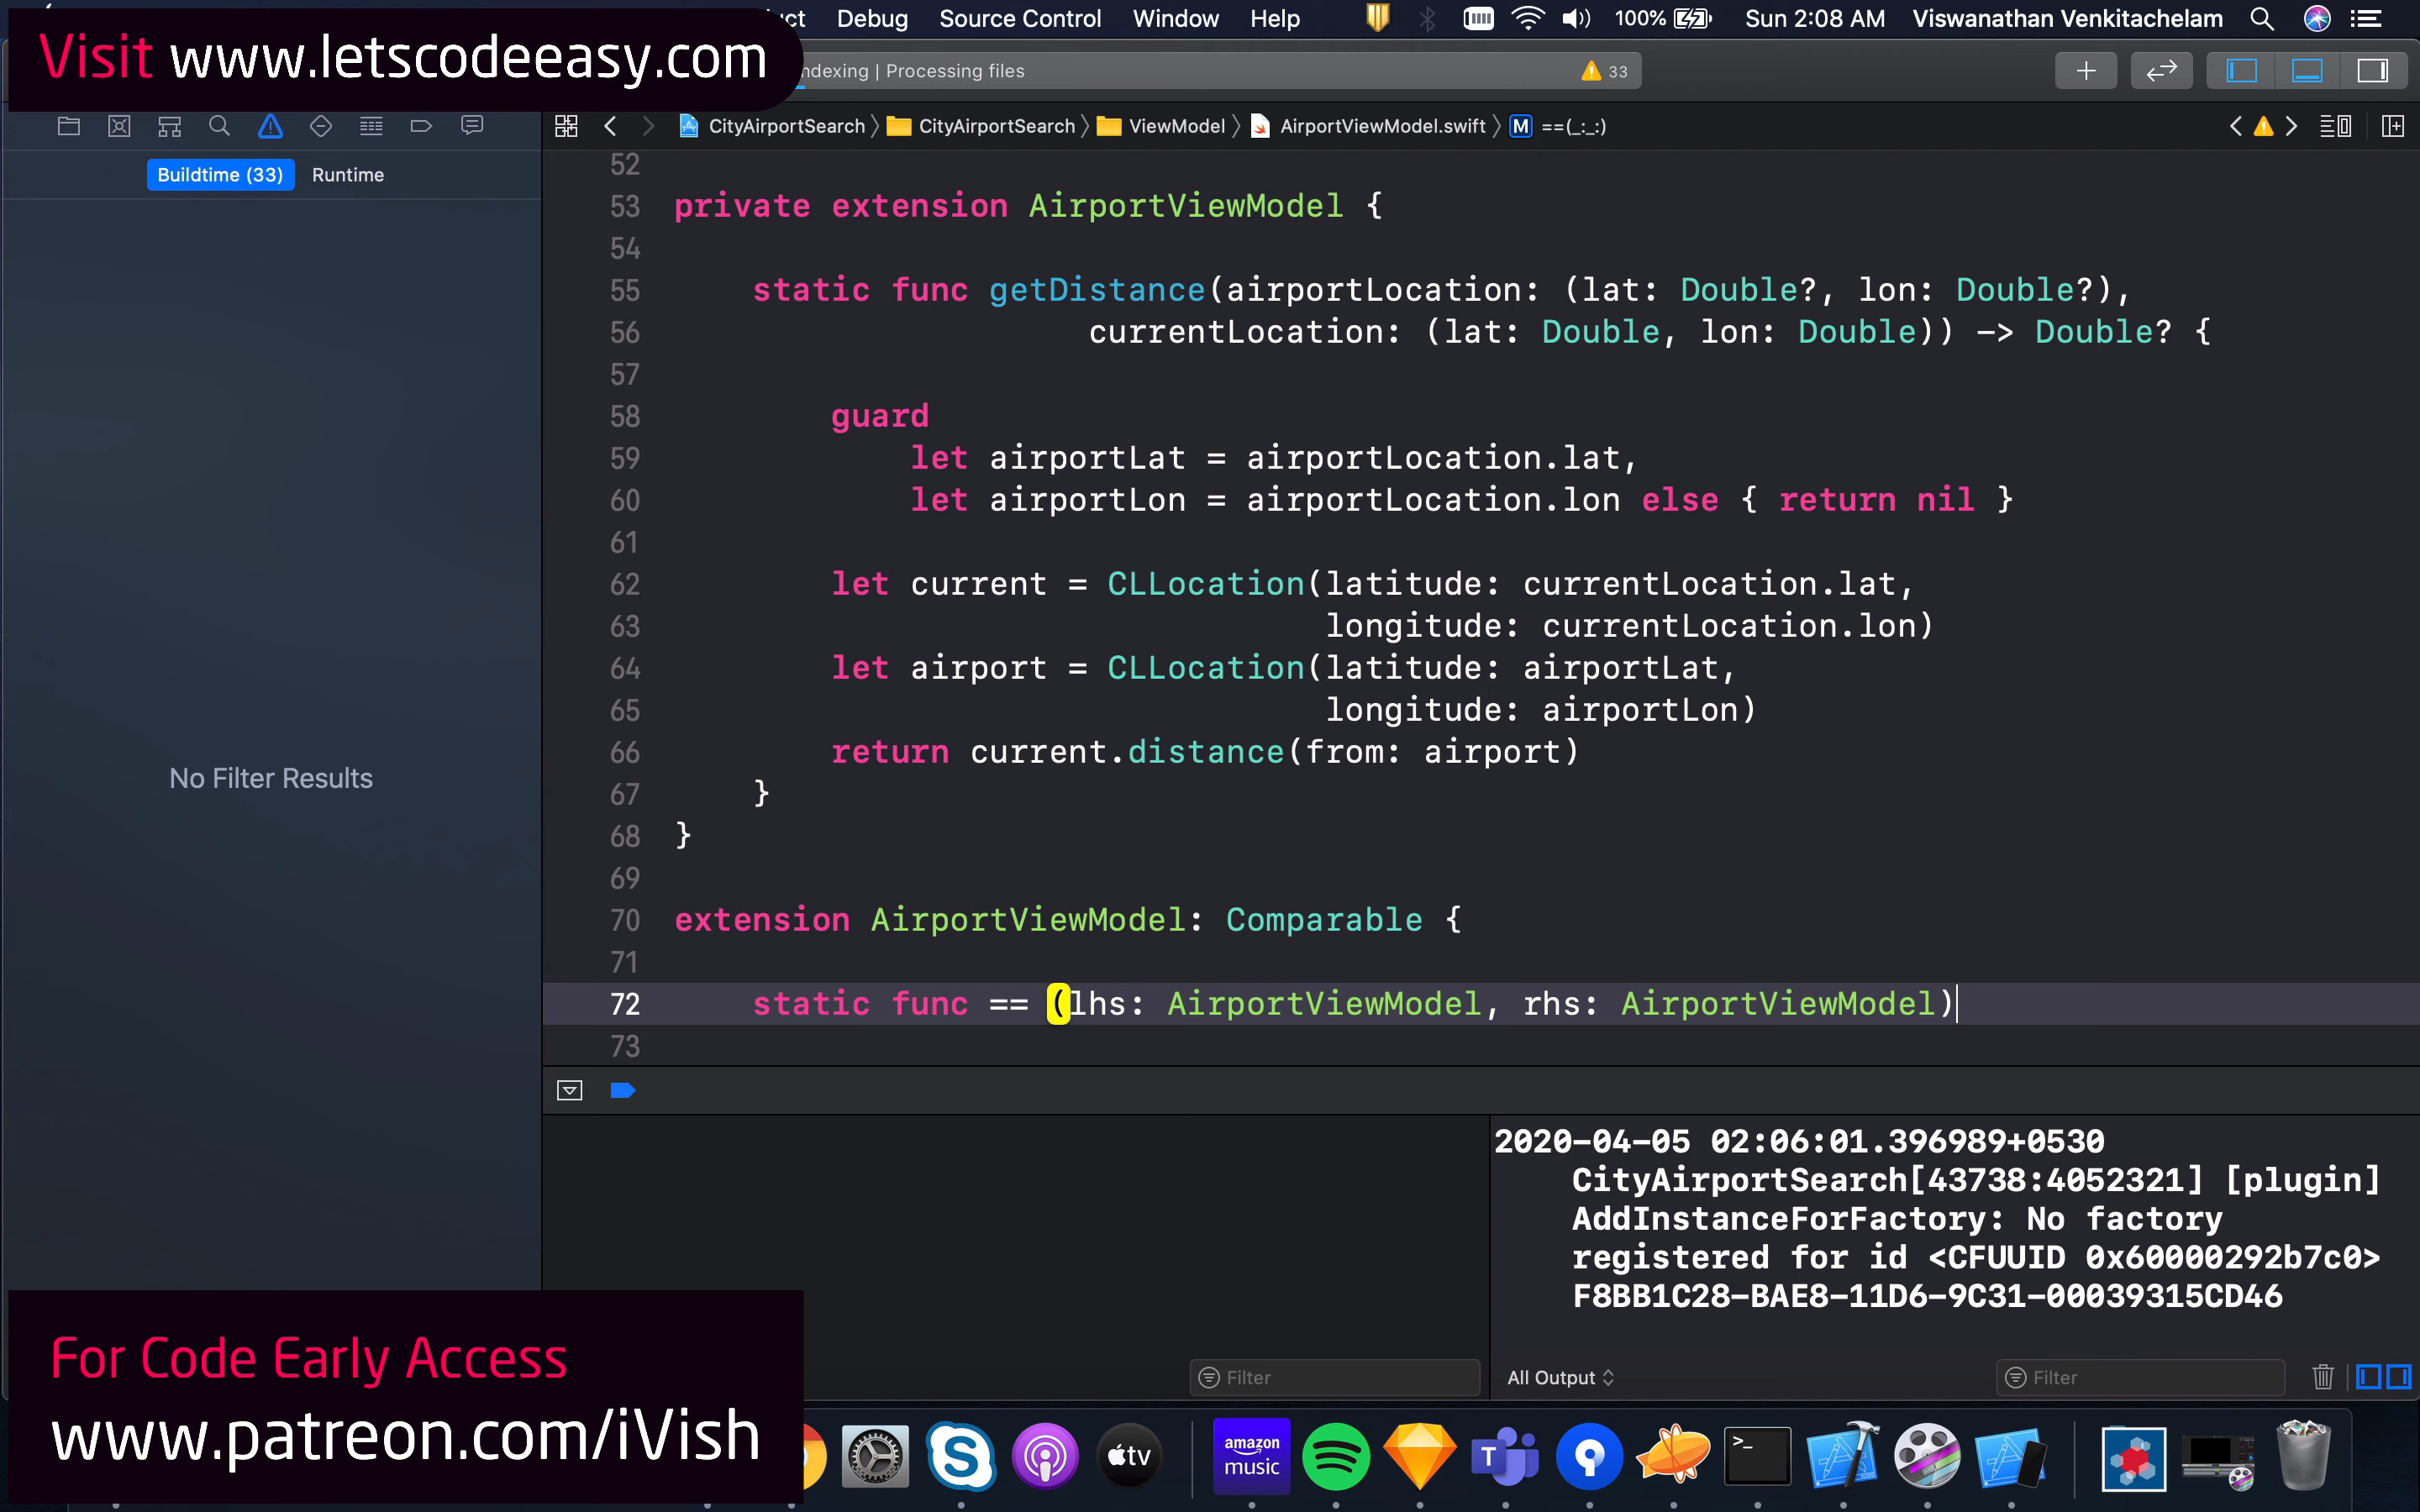 Visit www.letscodeeasy.com
Debug Source Control Window Help 100% Sun 2:08 AM Viswanathan Venkitachelam
ndexing | Processing files 33
CityAirportSearch CityAirportSearch ViewModel AirportViewModel.swift M ==(_:_:)
Buildtime (33) Runtime
No Filter Results
52
53 private extension AirportViewModel {
54
55 static func getDistance(airportLocation: (lat: Double?, lon: Double?),
56 currentLocation: (lat: Double, lon: Double)) -> Double? {
57
58 guard
59 let airportLat = airportLocation.lat,
60 let airportLon = airportLocation.lon else { return nil }
61
62 let current = CLLocation(latitude: currentLocation.lat,
63 longitude: currentLocation.lon)
64 let airport = CLLocation(latitude: airportLat,
65 longitude: airportLon)
66 return current.distance(from: airport)
67 }
68 }
69
70 extension AirportViewModel: Comparable {
71
72 static func == (lhs: AirportViewModel, rhs: AirportViewModel)
73
2020-04-05 02:06:01.396989+0530
CityAirportSearch[43738:4052321] [plugin]
AddInstanceForFactory: No factory
registered for id <CFUUID 0x60000292b7c0>
F8BB1C28-BAE8-11D6-9C31-00039315CD46
Filter All Output Filter
For Code Early Access
www.patreon.com/iVish
tv
amazon
music
T
>_